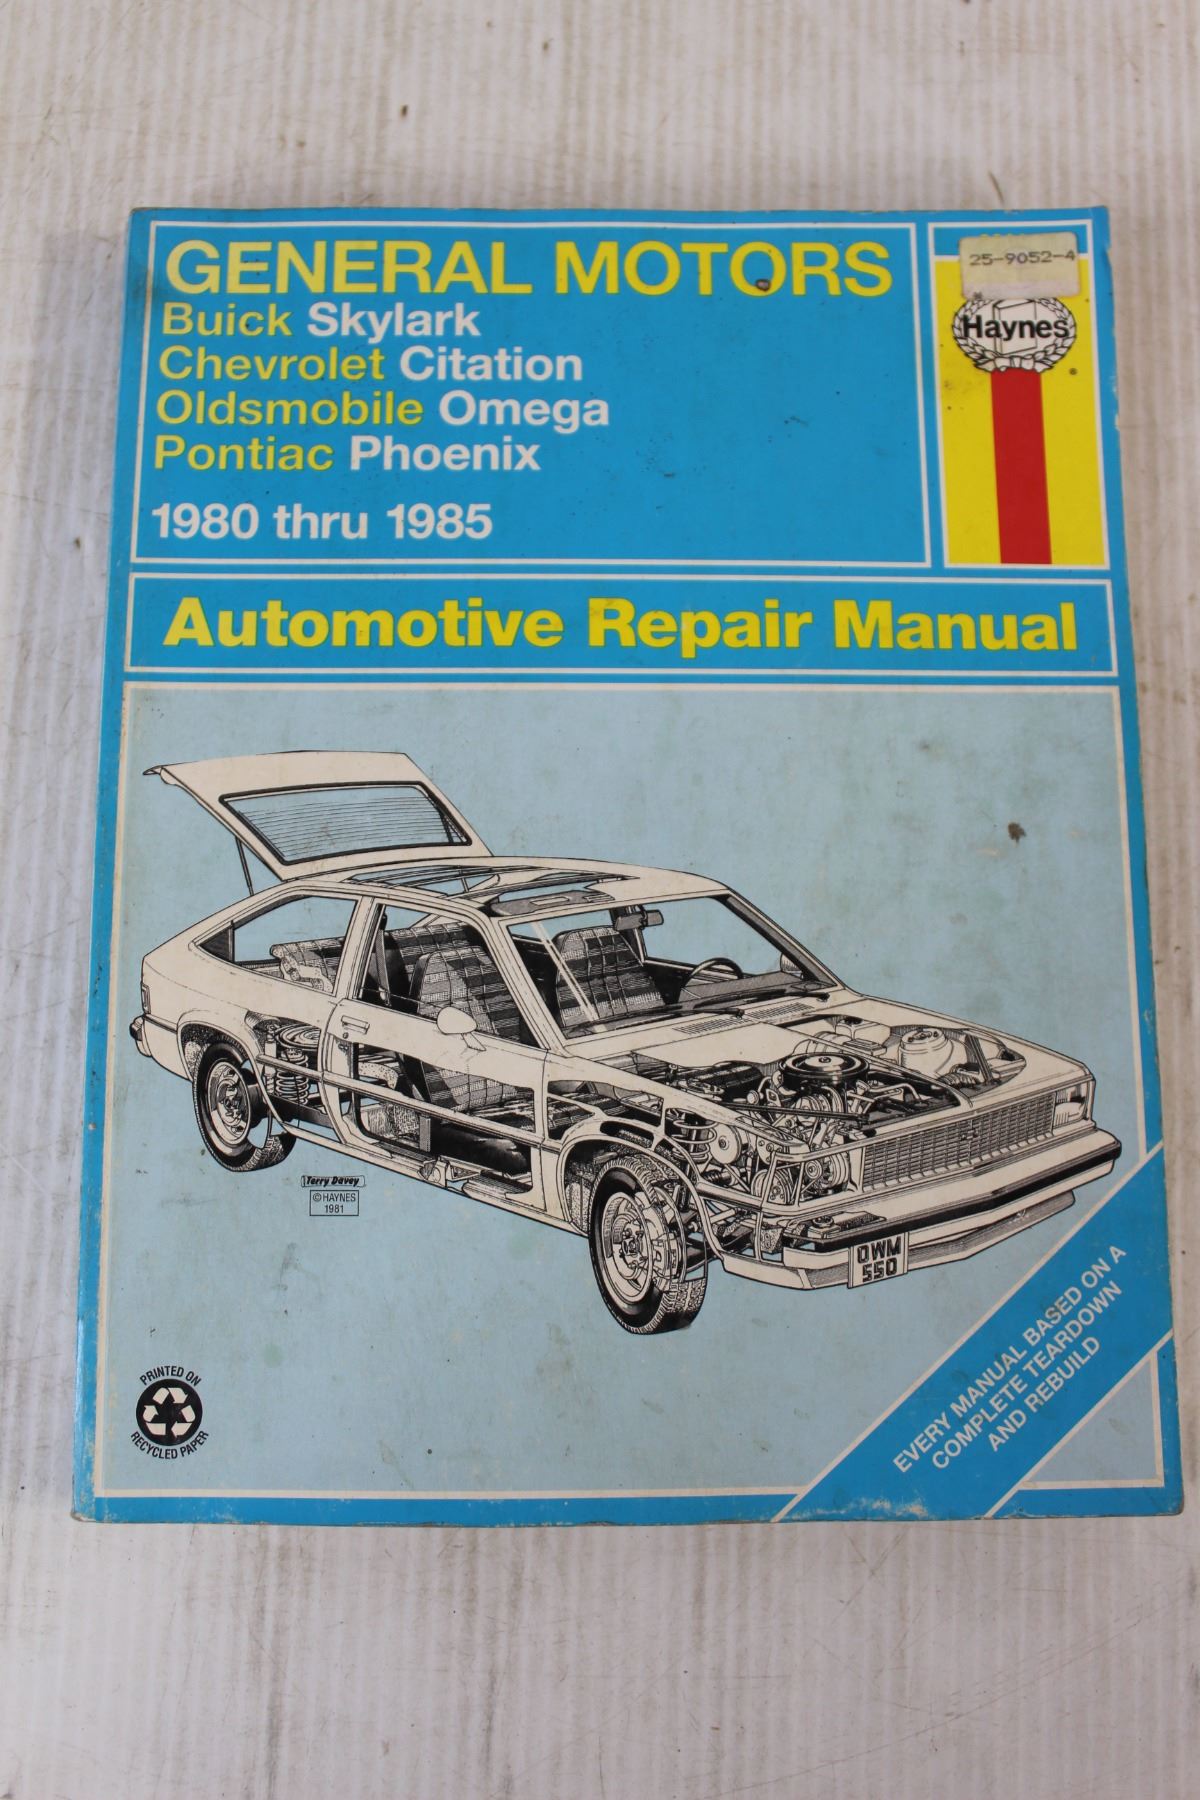 GENERAL MOTORS
Buick Skylark
Chevrolet Citation
Oldsmobile Omega
Pontiac Phoenix
1980 thru 1985
25-9052-4
Haynes
®
Automotive Repair Manual
Terry Davey
© HAYNES
1981
OWM
550
PRINTED ON
RECYCLED PAPER
EVERY MANUAL BASED ON A
COMPLETE TEARDOWN
AND REBUILD